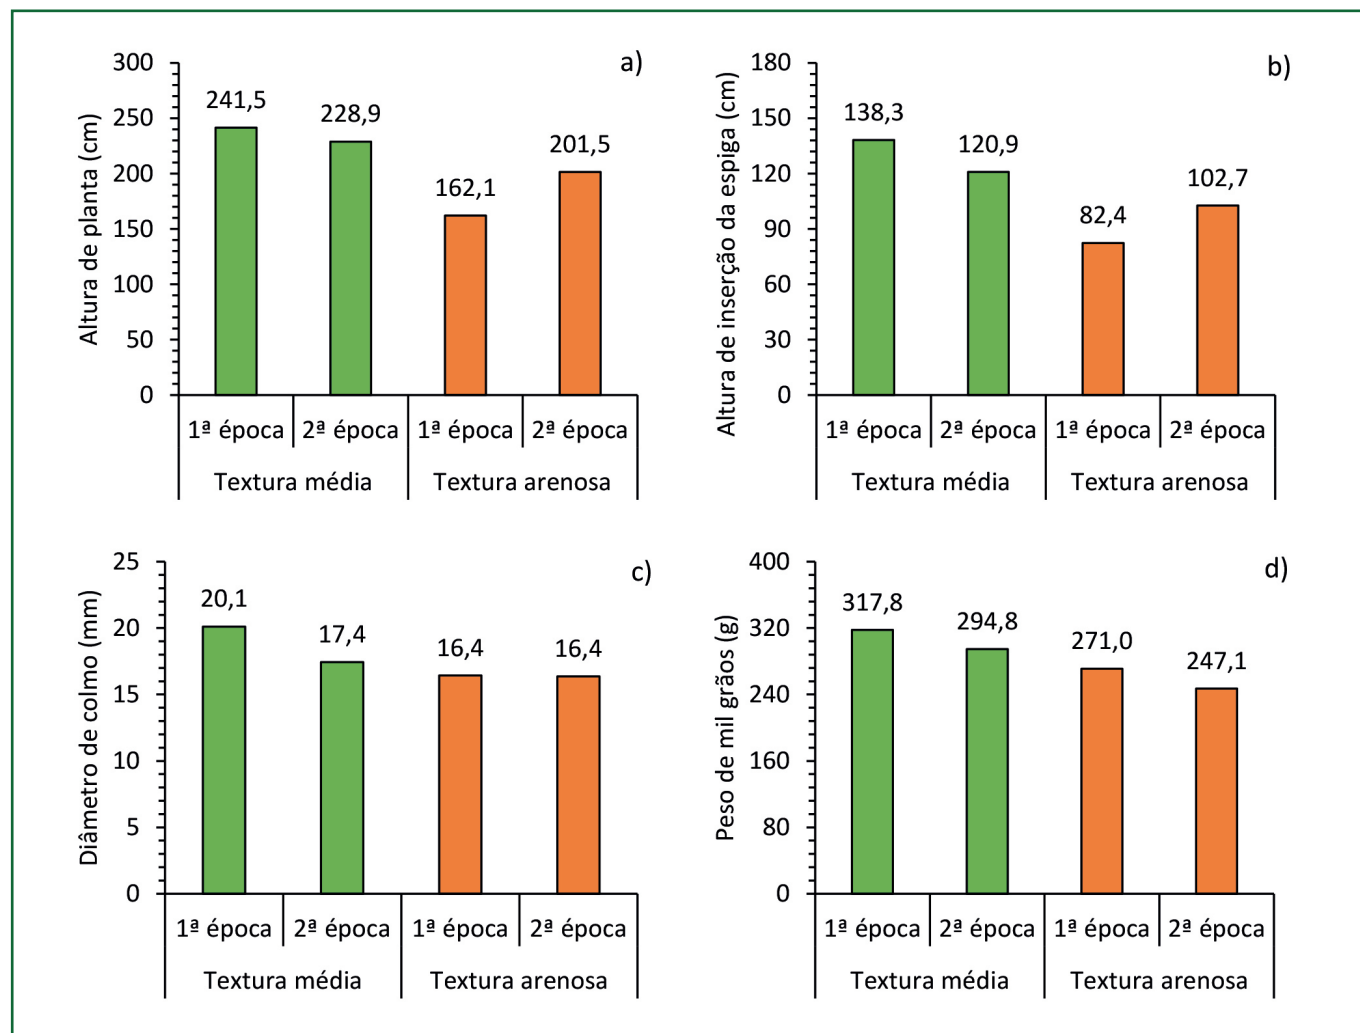 a)
Altura de planta (cm)
300
250
200
150
100
50
0
241,5
228,9
162,1
201,5
1ª época 2ª época 1ª época 2ª época
Textura média Textura arenosa
b)
Altura de inserção da espiga (cm)
180
150
120
90
60
30
0
138,3
120,9
82,4
102,7
1ª época 2ª época 1ª época 2ª época
Textura média Textura arenosa
c)
Diâmetro de colmo (mm)
25
20
15
10
5
0
20,1
17,4
16,4
16,4
1ª época 2ª época 1ª época 2ª época
Textura média Textura arenosa
d)
Peso de mil grãos (g)
400
320
240
160
80
0
317,8
294,8
271,0
247,1
1ª época 2ª época 1ª época 2ª época
Textura média Textura arenosa